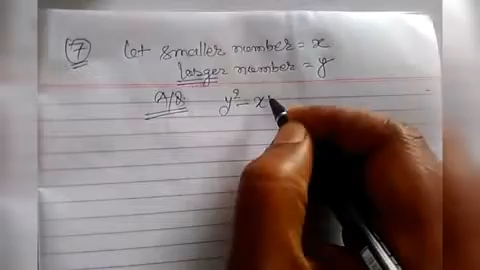 7 Let smaller number = x
larger number = y
A/Q. y² = x